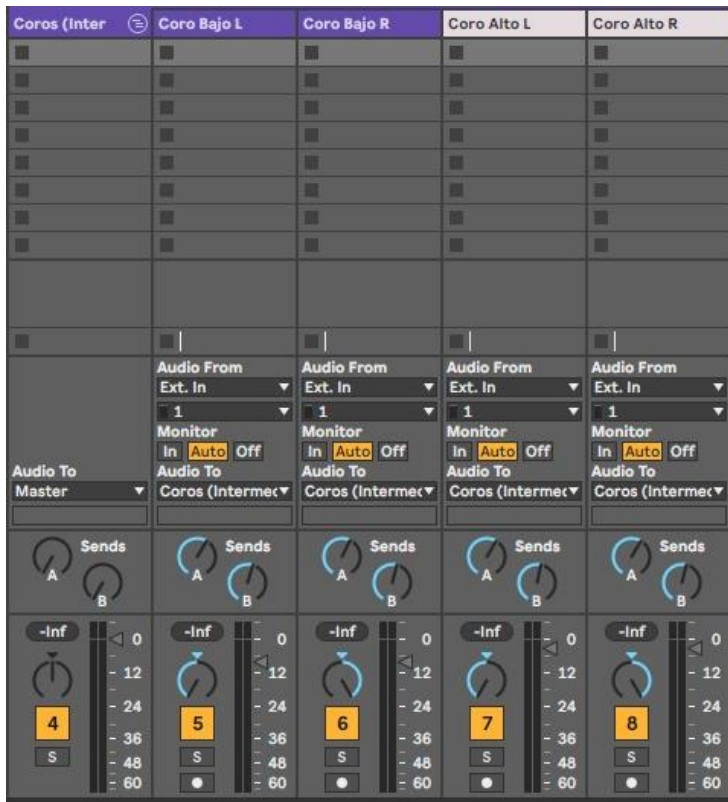 Coros (Inter Coro Bajo L Coro Bajo R Coro Alto L Coro Alto R
Audio From Audio From Audio From Audio From
Ext. In Ext. In Ext. In Ext. In
1 1 1 1
Monitor Monitor Monitor Monitor
In Auto Off In Auto Off In Auto Off In Auto Off
Audio To Audio To Audio To Audio To Audio To
Master Coros (Intermec Coros (Intermec Coros (Intermec Coros (Intermec
Sends Sends Sends Sends Sends
A A A A A
B B B B B
-Inf 0 -Inf 0 -Inf 0 -Inf 0 -Inf 0
12 12 12 12 12
24 24 24 24 24
4 5 6 7 8
36 36 36 36 36
S 48 S 48 S 48 S 48 S 48
60 60 60 60 60